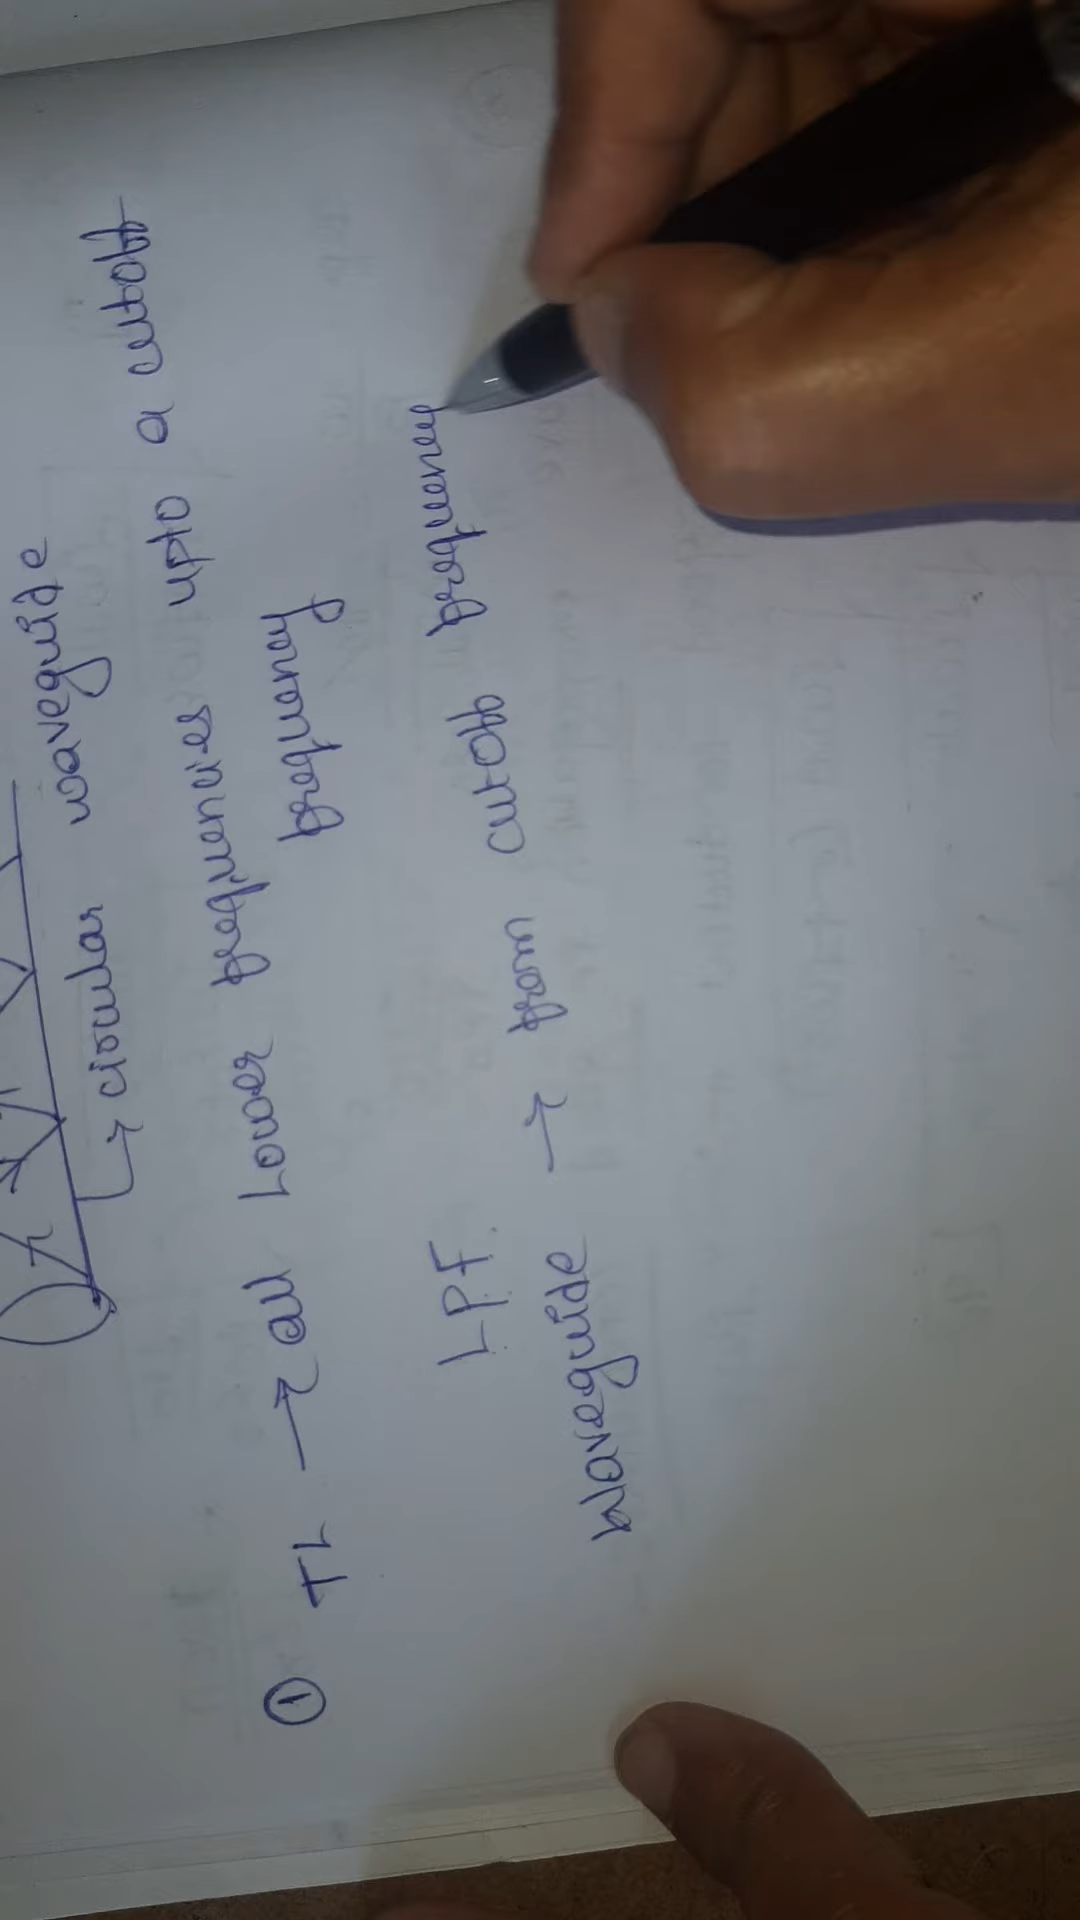 circular waveguide
① TL → all Lower frequencies upto a cutoff
frequency
LPF
Waveguide → from cutoff frequency